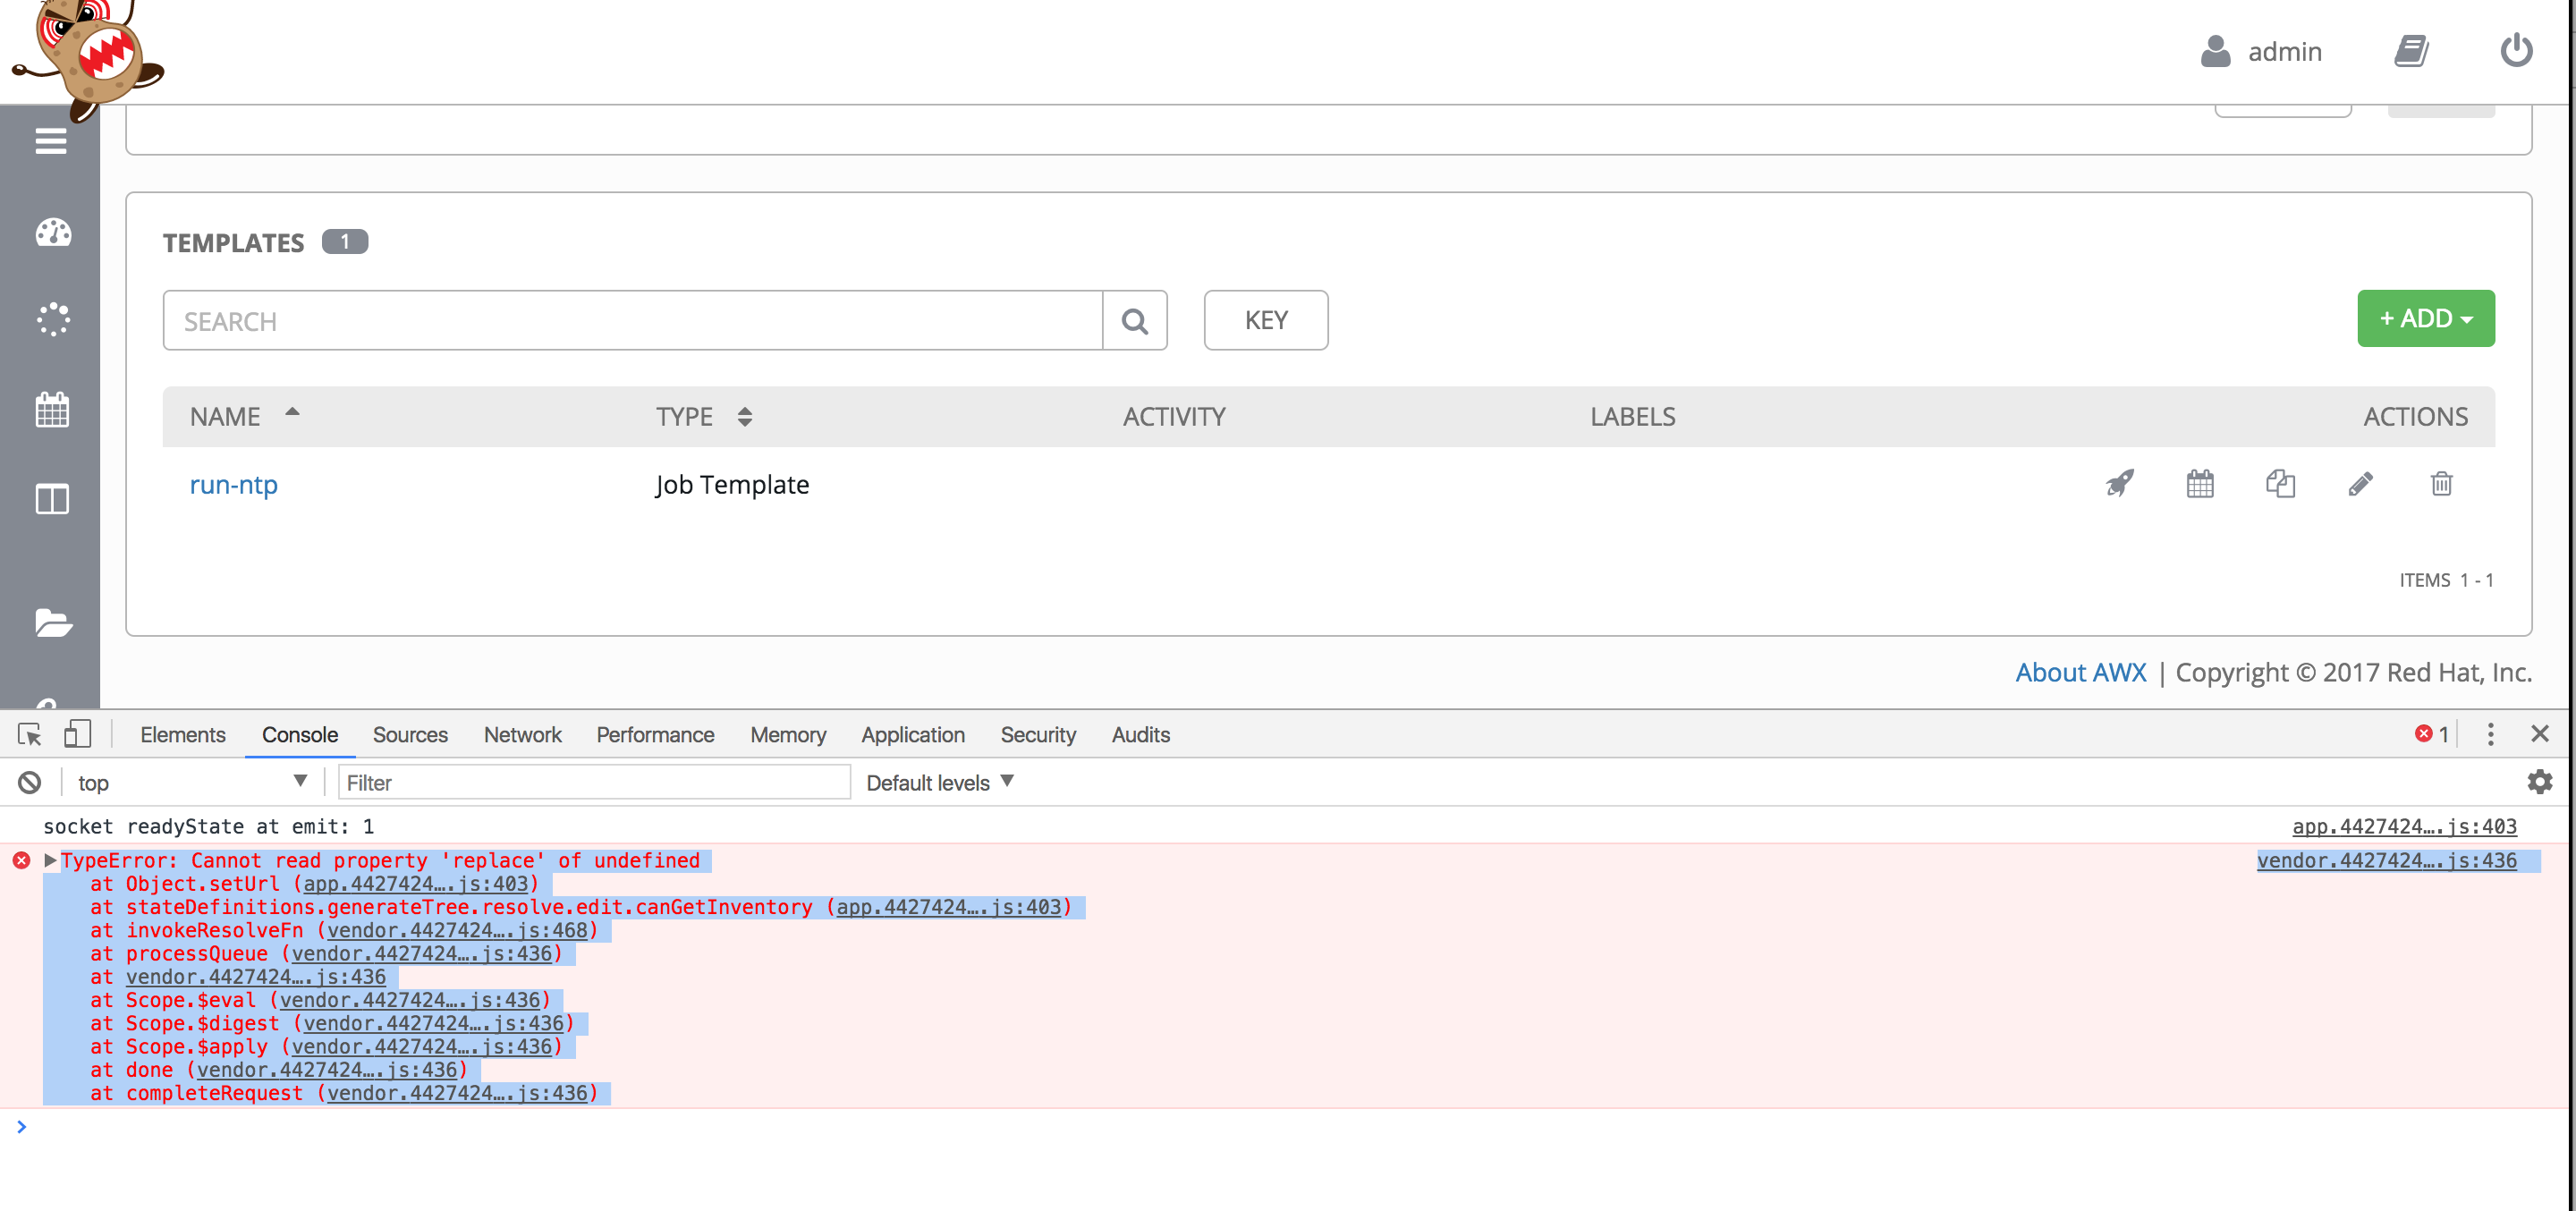 admin
TEMPLATES 1
SEARCH
KEY
+ ADD
NAME TYPE ACTIVITY LABELS ACTIONS
run-ntp Job Template
ITEMS 1 - 1
About AWX | Copyright © 2017 Red Hat, Inc.
Elements Console Sources Network Performance Memory Application Security Audits 1
top Filter Default levels
socket readyState at emit: 1 app.4427424….js:403
TypeError: Cannot read property 'replace' of undefined vendor.4427424….js:436
at Object.setUrl (app.4427424….js:403)
at stateDefinitions.generateTree.resolve.edit.canGetInventory (app.4427424….js:403)
at invokeResolveFn (vendor.4427424….js:468)
at processQueue (vendor.4427424….js:436)
at vendor.4427424….js:436
at Scope.$eval (vendor.4427424….js:436)
at Scope.$digest (vendor.4427424….js:436)
at Scope.$apply (vendor.4427424….js:436)
at done (vendor.4427424….js:436)
at completeRequest (vendor.4427424….js:436)